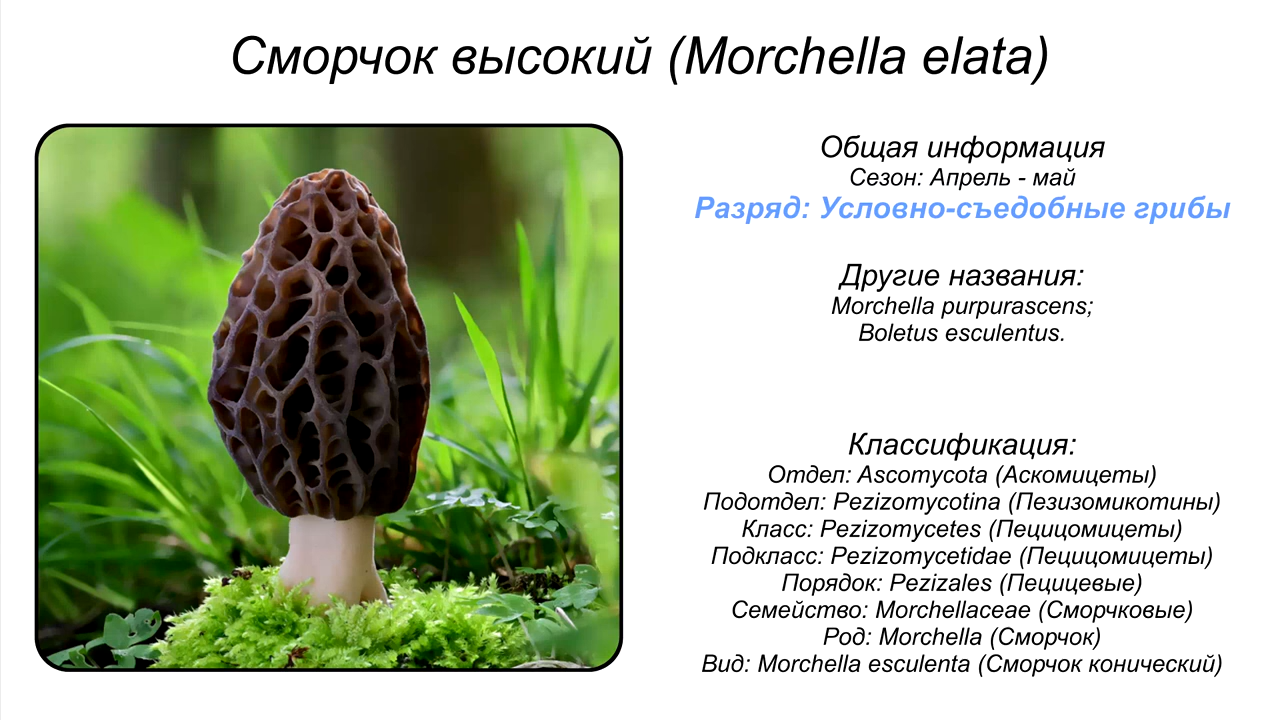 Сморчок высокий (Morchella elata)
Общая информация
Сезон: Апрель - май
Разряд: Условно-съедобные грибы
Другие названия:
Morchella purpurascens;
Boletus esculentus.
Классификация:
Отдел: Ascomycota (Аскомицеты)
Подотдел: Pezizomycotina (Пезизомикотины)
Класс: Pezizomycetes (Пецицомицеты)
Подкласс: Pezizomycetidae (Пецицомицеты)
Порядок: Pezizales (Пецицевые)
Семейство: Morchellaceae (Сморчковые)
Род: Morchella (Сморчок)
Вид: Morchella esculenta (Сморчок конический)